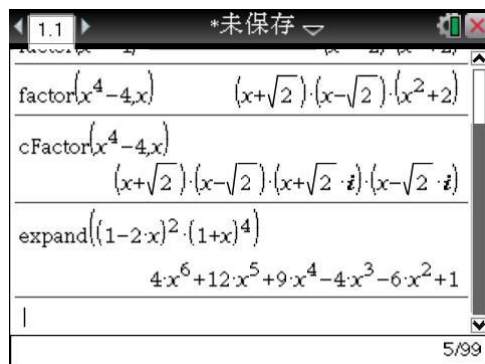 1.1 *未保存
factor(x⁴-4,x) (x+√2)·(x-√2)·(x²+2)
cFactor(x⁴-4,x)
(x+√2)·(x-√2)·(x+√2·i)·(x-√2·i)
expand((1-2·x)²·(1+x)⁴)
4·x⁶+12·x⁵+9·x⁴-4·x³-6·x²+1
5/99